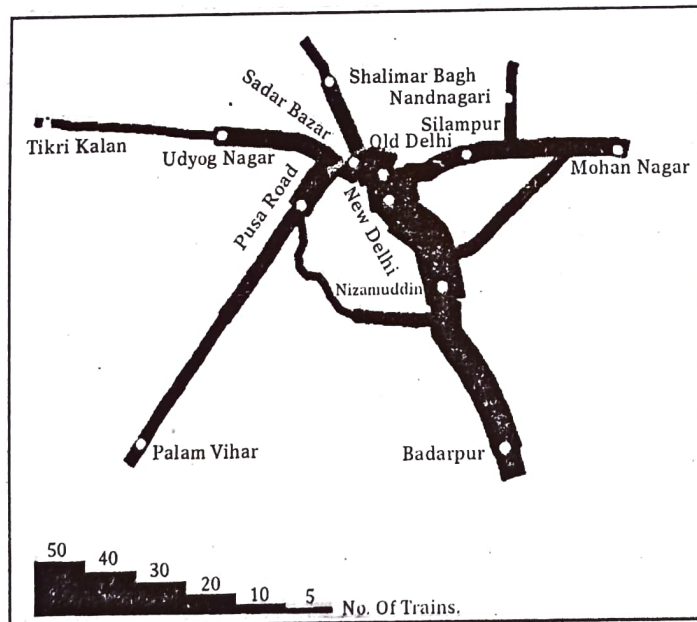 Shalimar Bagh
Nandnagari
Sadar Bazar
Silampur
Old Delhi
Tikri Kalan
Udyog Nagar
Mohan Nagar
Pusa Road
New Delhi
Nizamuddin
Palam Vihar
Badarpur
50
40
30
20
10
5
No. Of Trains.